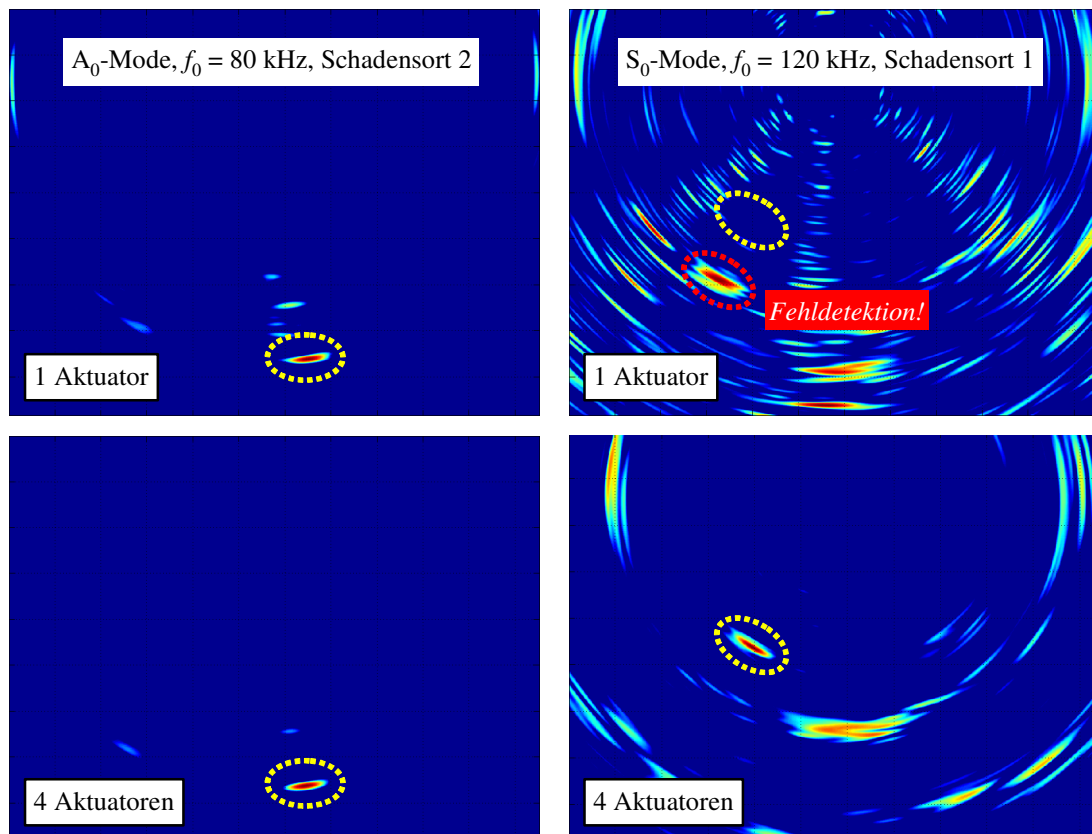 A₀-Mode, f₀ = 80 kHz, Schadensort 2
S₀-Mode, f₀ = 120 kHz, Schadensort 1
Fehldetektion!
1 Aktuator
1 Aktuator
4 Aktuatoren
4 Aktuatoren